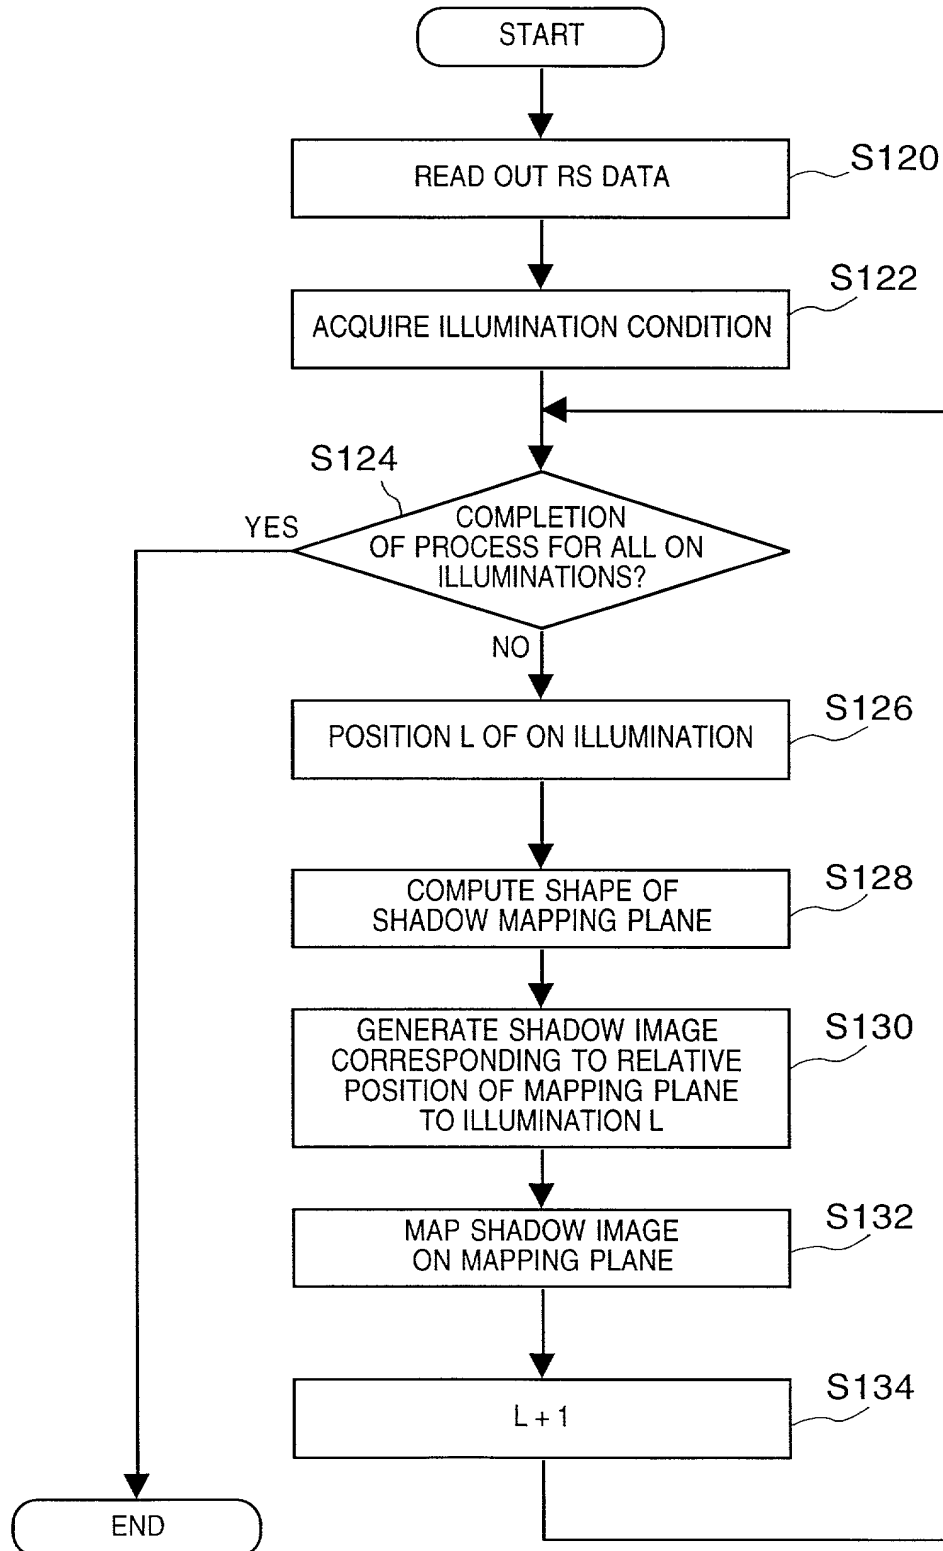 START
READ OUT RS DATA
S120
S122
ACQUIRE ILLUMINATION CONDITION
S124
YES
COMPLETION
OF PROCESS FOR ALL ON
ILLUMINATIONS?
NO
S126
POSITION L OF ON ILLUMINATION
S128
COMPUTE SHAPE OF
SHADOW MAPPING PLANE
S130
GENERATE SHADOW IMAGE
CORRESPONDING TO RELATIVE
POSITION OF MAPPING PLANE
TO ILLUMINATION L
S132
MAP SHADOW IMAGE
ON MAPPING PLANE
S134
L + 1
END